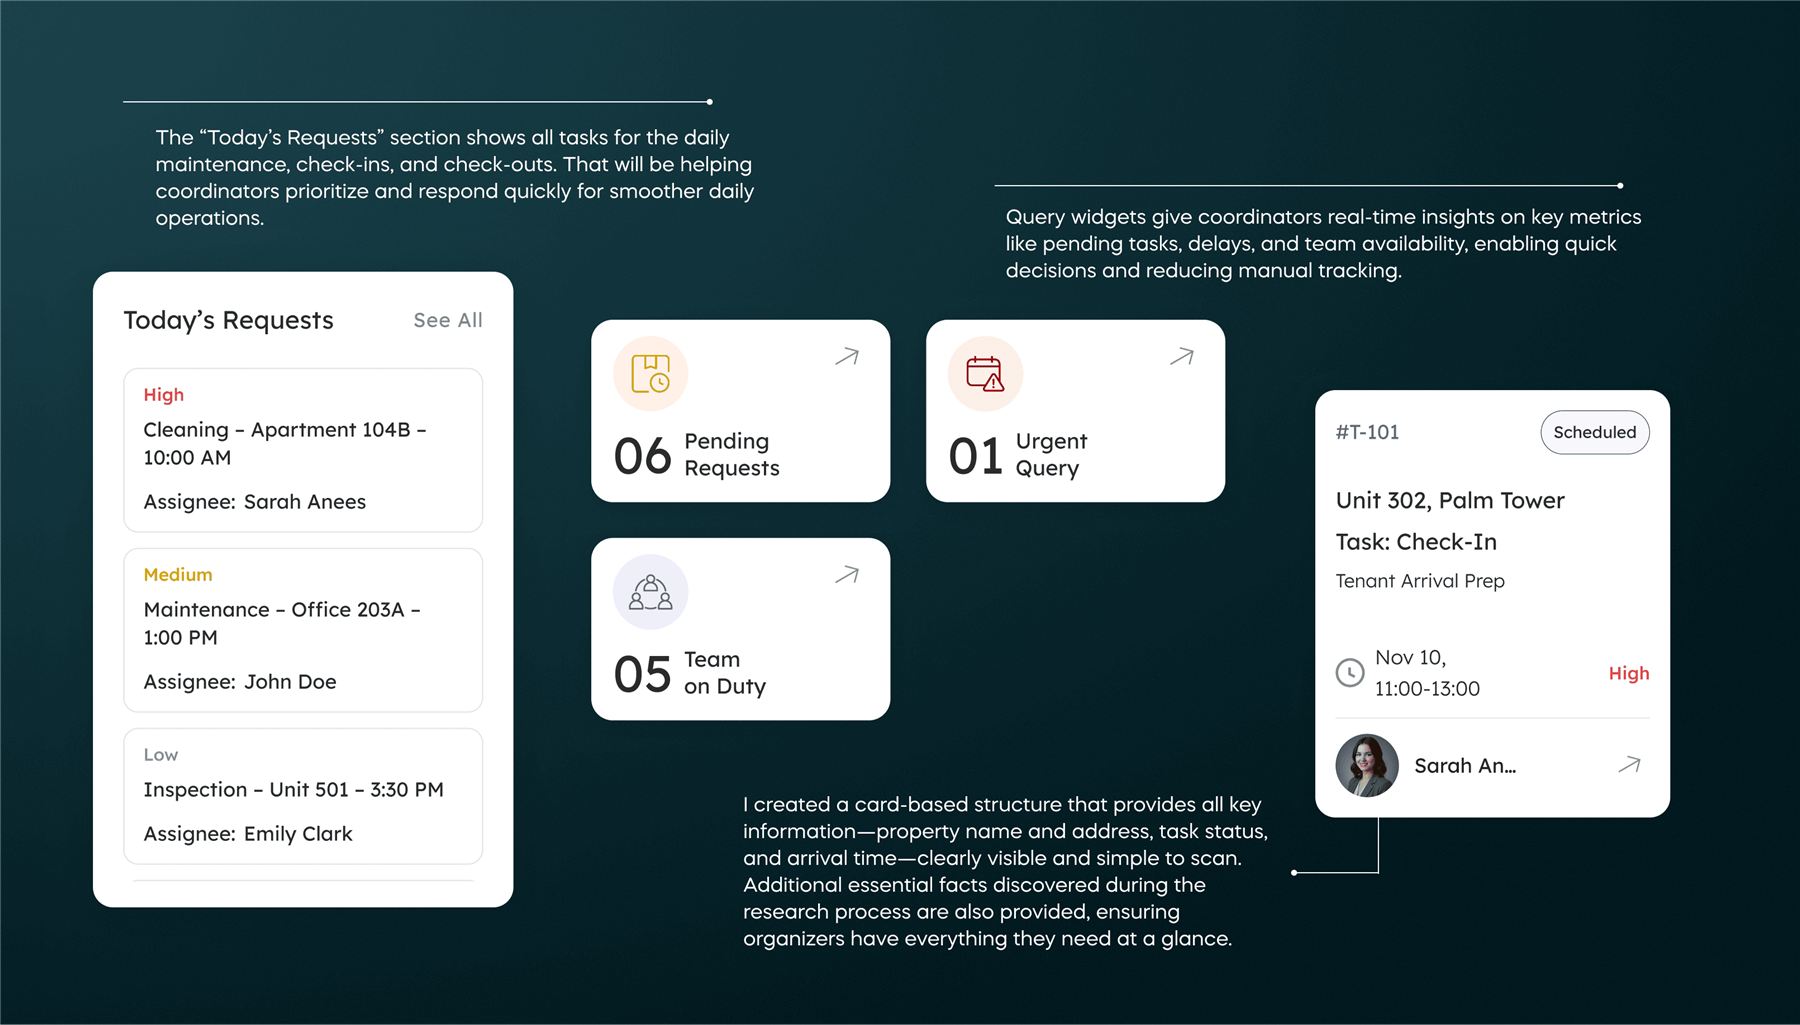 The “Today’s Requests” section shows all tasks for the daily
maintenance, check-ins, and check-outs. That will be helping
coordinators prioritize and respond quickly for smoother daily
operations.
Query widgets give coordinators real-time insights on key metrics
like pending tasks, delays, and team availability, enabling quick
decisions and reducing manual tracking.
Today’s Requests See All
High
Cleaning – Apartment 104B –
10:00 AM
Assignee: Sarah Anees
Medium
Maintenance – Office 203A –
1:00 PM
Assignee: John Doe
Low
Inspection – Unit 501 – 3:30 PM
Assignee: Emily Clark
06 Pending
Requests
01 Urgent
Query
05 Team
on Duty
#T-101 Scheduled
Unit 302, Palm Tower
Task: Check-In
Tenant Arrival Prep
Nov 10,
11:00-13:00
High
Sarah An...
I created a card-based structure that provides all key
information—property name and address, task status,
and arrival time—clearly visible and simple to scan.
Additional essential facts discovered during the
research process are also provided, ensuring
organizers have everything they need at a glance.